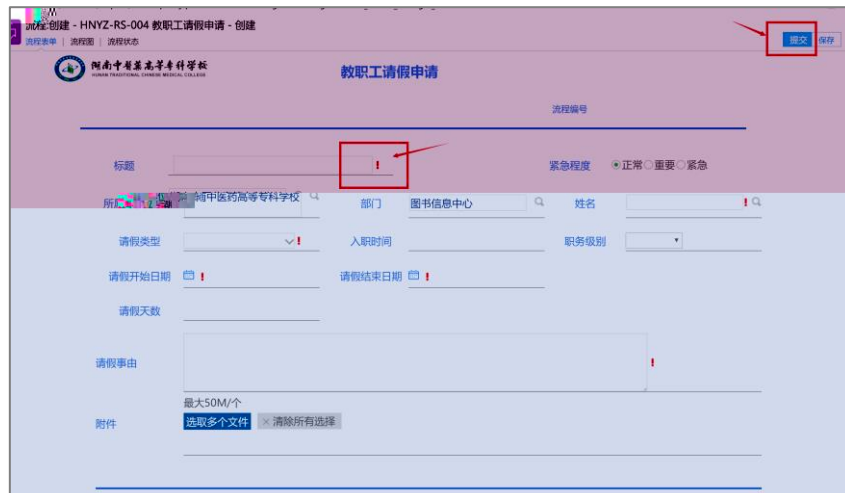 流程:创建 - HNYZ-RS-004 教职工请假申请 - 创建
提交 保存
流程表单 | 流程图 | 流程状态
湖南中医药高等专科学校
HUNAN TRADITIONAL CHINESE MEDICAL COLLEGE
教职工请假申请
流程编号
标题 ! 紧急程度 正常 重要 紧急
中医药高等专科学校 部门 图书信息中心 姓名 !
请假类型 ! 入职时间 职务级别
请假开始日期 ! 请假结束日期 !
请假天数
请假事由 !
最大50M/个
附件 选取多个文件 ×清除所有选择